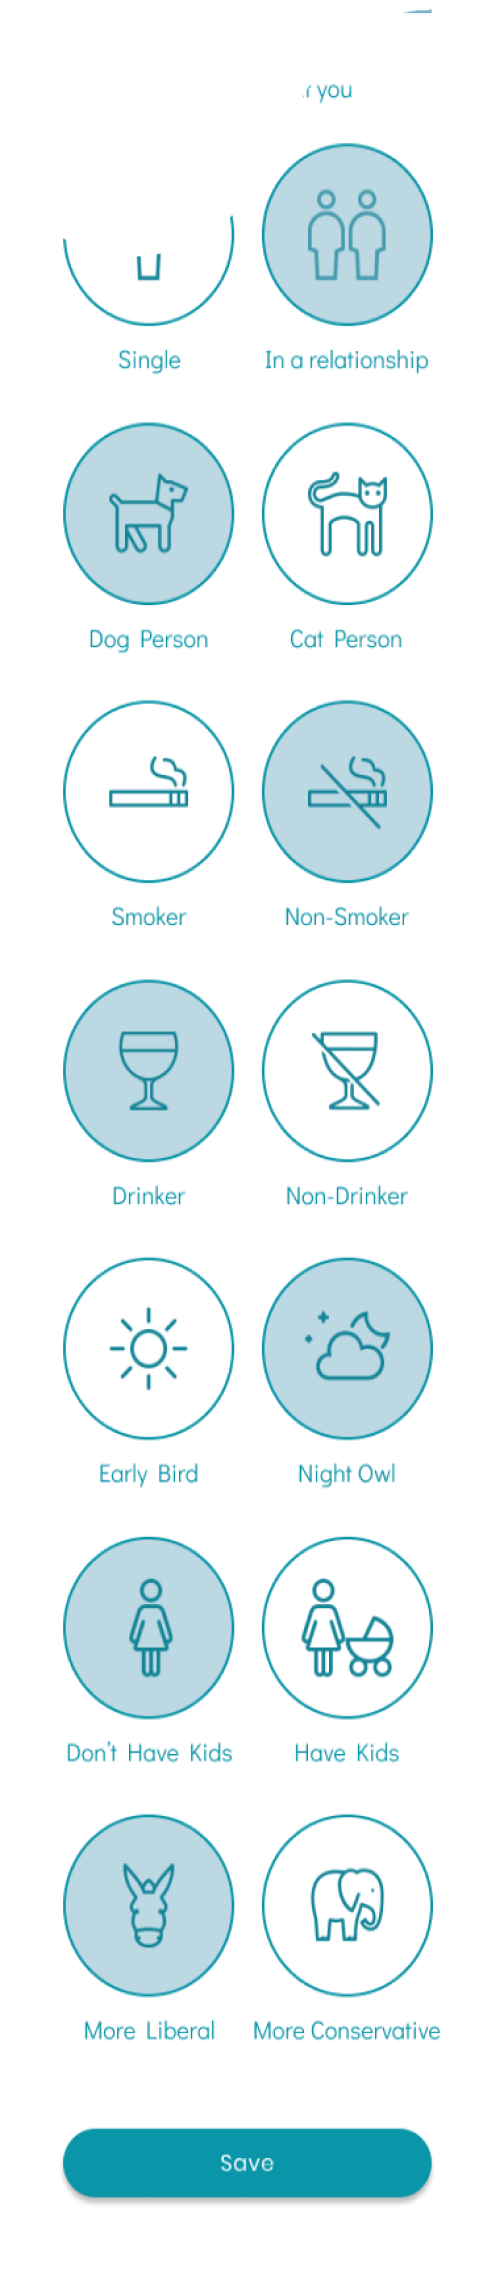 you
Single In a relationship
Dog Person Cat Person
Smoker Non-Smoker
Drinker Non-Drinker
Early Bird Night Owl
Don't Have Kids Have Kids
More Liberal More Conservative
Save